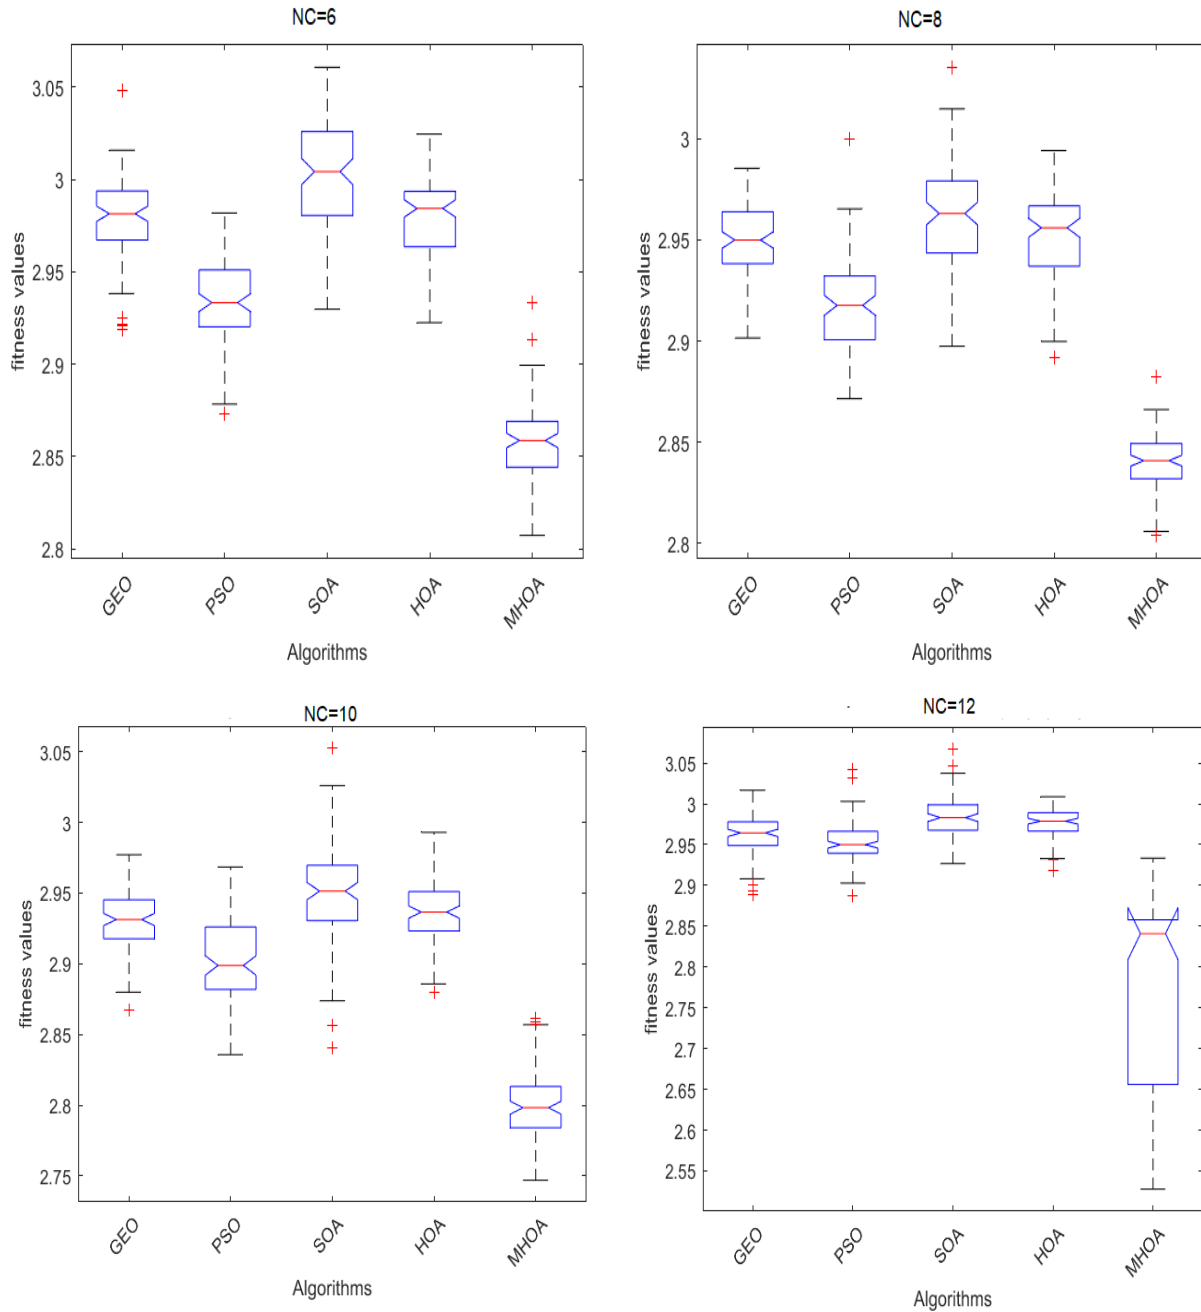 NC=6
3.05
3
2.95
2.9
2.85
2.8
fitness values
GEO
PSO
SOA
HOA
MHOA
Algorithms
NC=8
3
2.95
2.9
2.85
2.8
fitness values
GEO
PSO
SOA
HOA
MHOA
Algorithms
NC=10
3.05
3
2.95
2.9
2.85
2.8
2.75
fitness values
GEO
PSO
SOA
HOA
MHOA
Algorithms
NC=12
3.05
3
2.95
2.9
2.85
2.8
2.7
2.65
2.6
2.55
fitness values
GEO
PSO
SOA
HOA
MHOA
Algorithms